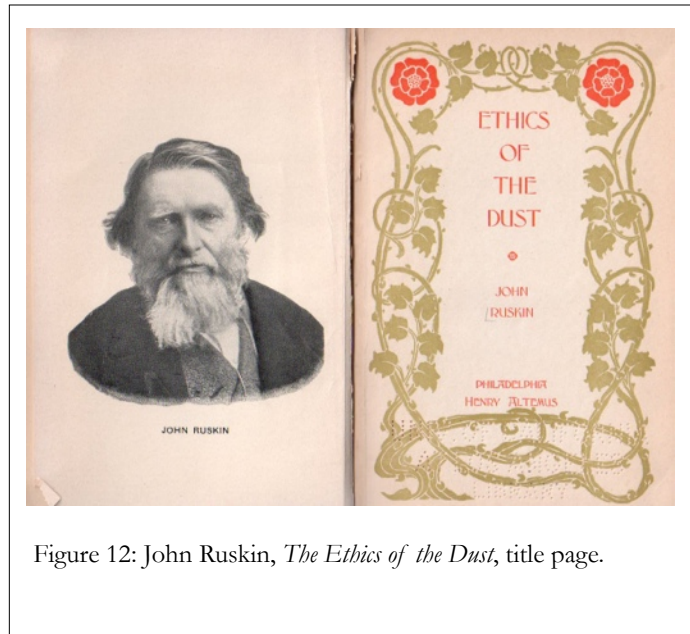 JOHN RUSKIN
ETHICS
OF
THE
DUST
JOHN
RUSKIN
PHILADELPHIA
HENRY ALTEMUS
Figure 12: John Ruskin, The Ethics of the Dust, title page.